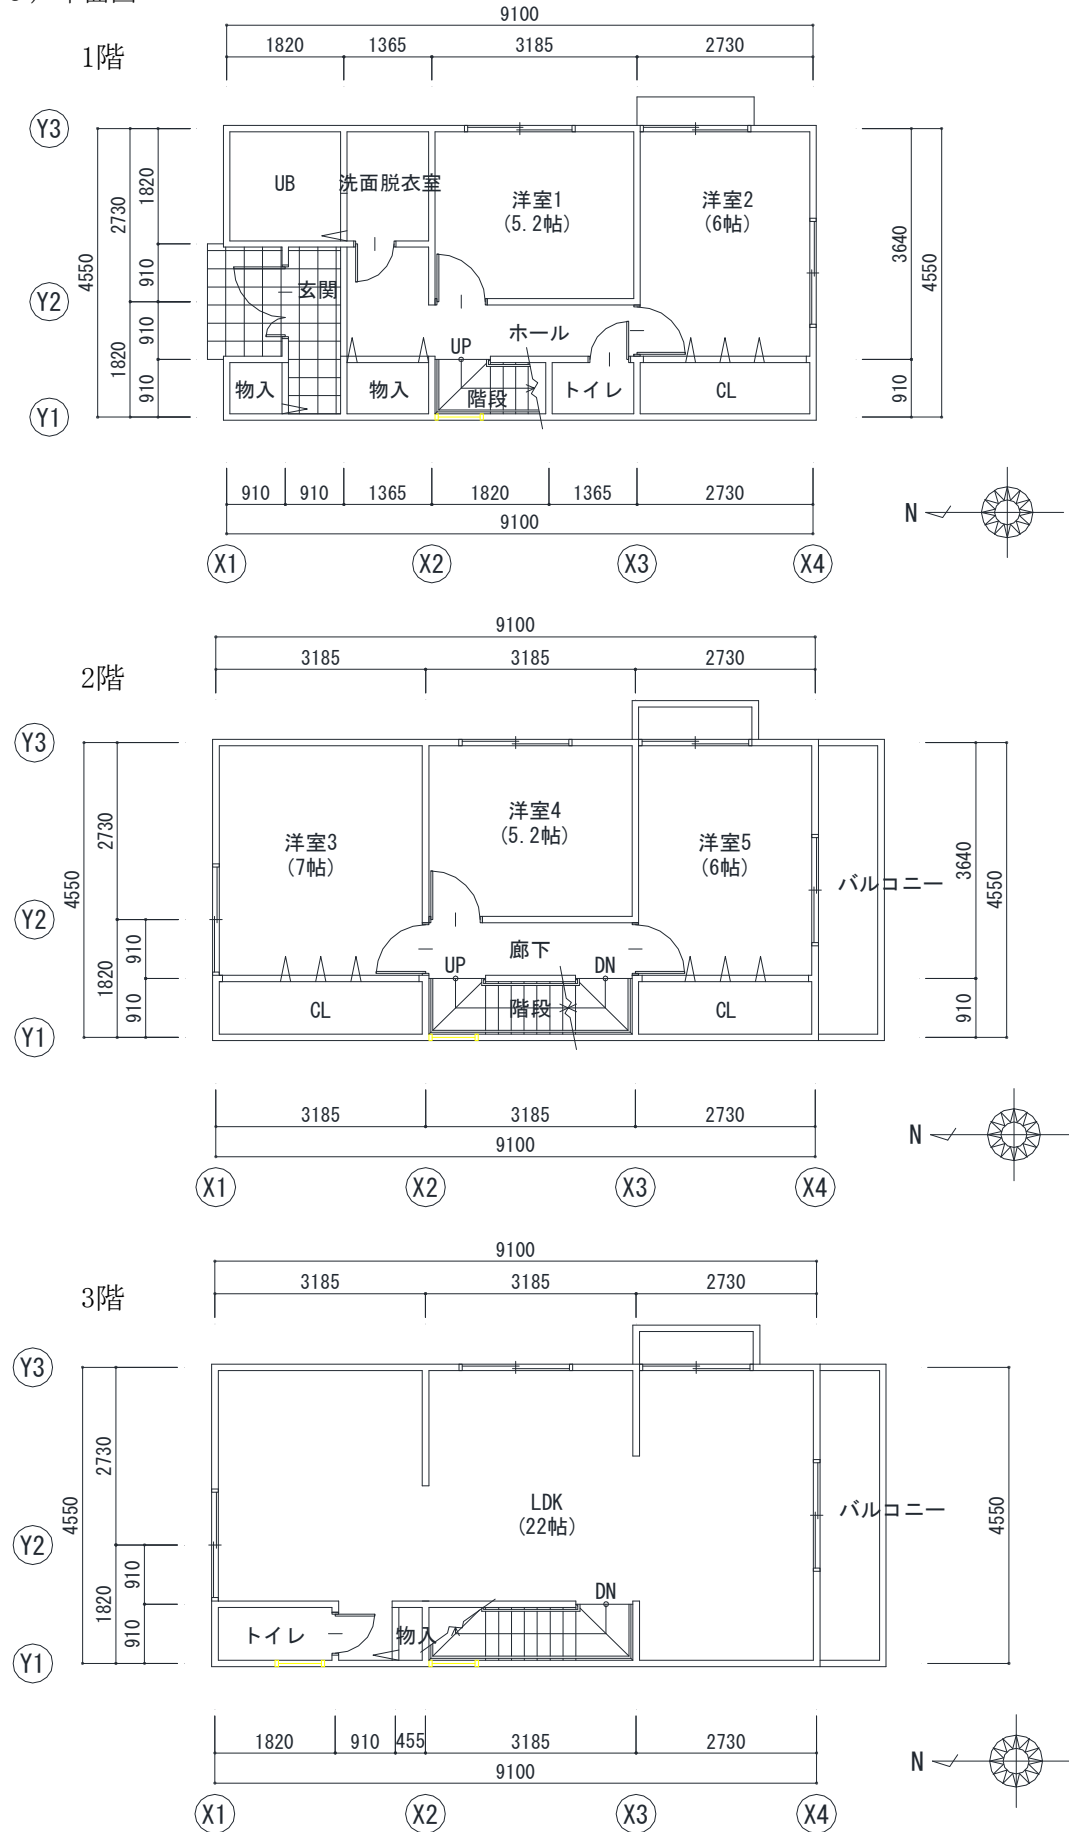 9100
1階
1820 1365 3185 2730
Y3
UB
洗面脱衣室
洋室1
(5.2帖)
洋室2
(6帖)
4550 2730 1820
1820 910 910 910
3640 4550
910
Y2
玄関
ホール
UP
物入
物入
階段
トイレ
CL
Y1
910 910 1365 1820 1365 2730
9100
N
X1 X2 X3 X4
9100
3185 3185 2730
2階
Y3
洋室3
(7帖)
洋室4
(5.2帖)
洋室5
(6帖)
バルコニー
4550 2730 1820
910 910
3640 4550
910
Y2
廊下
UP
DN
CL
階段
CL
Y1
3185 3185 2730
9100
N
X1 X2 X3 X4
9100
3185 3185 2730
3階
Y3
LDK
(22帖)
バルコニー
4550 2730 1820
910 910
4550
Y2
DN
トイレ
物入
Y1
1820 910 455 3185 2730
9100
N
X1 X2 X3 X4